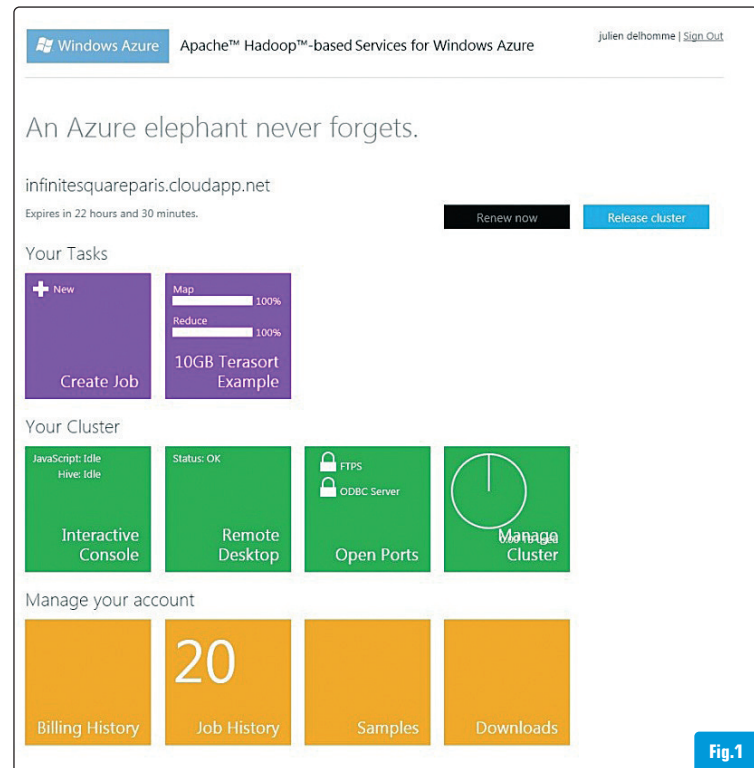 Windows Azure
Apache™ Hadoop™-based Services for Windows Azure
julien delhomme | Sign Out
An Azure elephant never forgets.
infinitesquareparis.cloudapp.net
Expires in 22 hours and 30 minutes.
Renew now
Release cluster
Your Tasks
New
Create Job
Map
100%
Reduce
100%
10GB Terasort
Example
Your Cluster
JavaScript: Idle
Hive: Idle
Interactive
Console
Status: OK
Remote
Desktop
FTPS
ODBC Server
Open Ports
Manage
Cluster
Manage your account
Billing History
20
Job History
Samples
Downloads
Fig.1